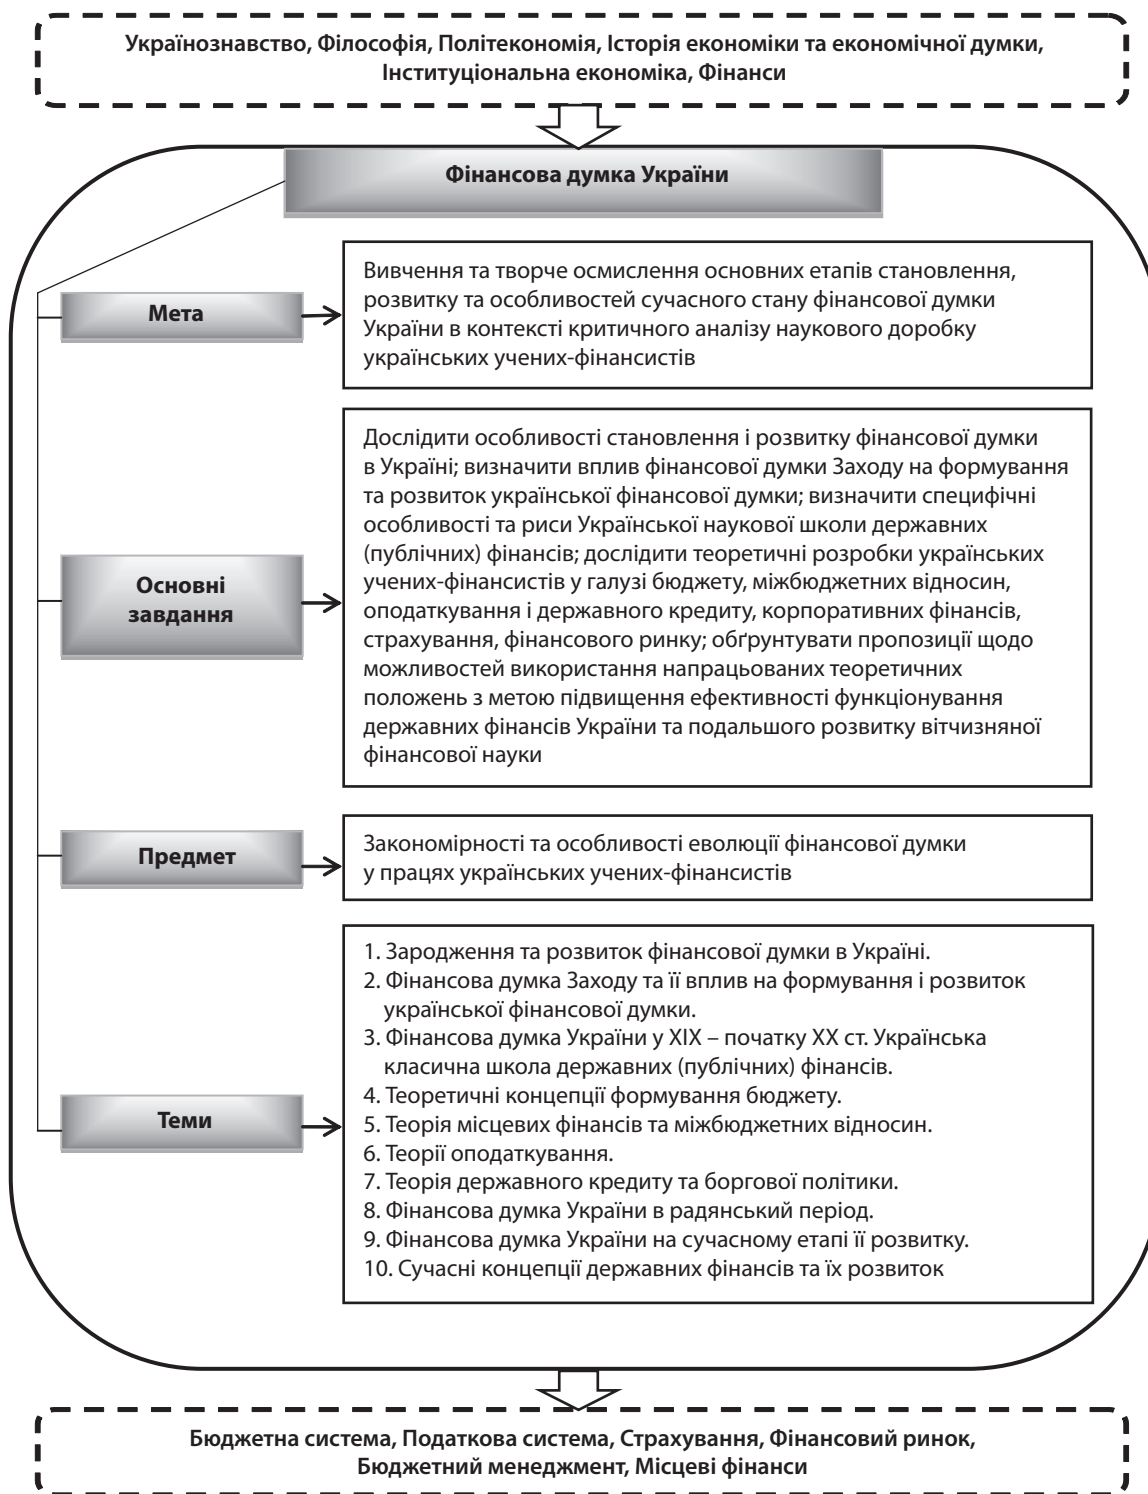 Українознавство, Філософія, Політекономія, Історія економіки та економічної думки,
Інституціональна економіка, Фінанси
Фінансова думка України
Мета
Вивчення та творче осмислення основних етапів становлення,
розвитку та особливостей сучасного стану фінансової думки
України в контексті критичного аналізу наукового доробку
українських учених-фінансистів
Основні
завдання
Дослідити особливості становлення і розвитку фінансової думки
в Україні; визначити вплив фінансової думки Заходу на формування
та розвиток української фінансової думки; визначити специфічні
особливості та риси Української наукової школи державних
(публічних) фінансів; дослідити теоретичні розробки українських
учених-фінансистів у галузі бюджету, міжбюджетних відносин,
оподаткування і державного кредиту, корпоративних фінансів,
страхування, фінансового ринку; обґрунтувати пропозиції щодо
можливостей використання напрацьованих теоретичних
положень з метою підвищення ефективності функціонування
державних фінансів України та подальшого розвитку вітчизняної
фінансової науки
Предмет
Закономірності та особливості еволюції фінансової думки
у працях українських учених-фінансистів
Теми
1. Зародження та розвиток фінансової думки в Україні.
2. Фінансова думка Заходу та її вплив на формування і розвиток
української фінансової думки.
3. Фінансова думка України у XIX – початку XX ст. Українська
класична школа державних (публічних) фінансів.
4. Теоретичні концепції формування бюджету.
5. Теорія місцевих фінансів та міжбюджетних відносин.
6. Теорії оподаткування.
7. Теорія державного кредиту та боргової політики.
8. Фінансова думка України в радянський період.
9. Фінансова думка України на сучасному етапі її розвитку.
10. Сучасні концепції державних фінансів та їх розвиток
Бюджетна система, Податкова система, Страхування, Фінансовий ринок,
Бюджетний менеджмент, Місцеві фінанси